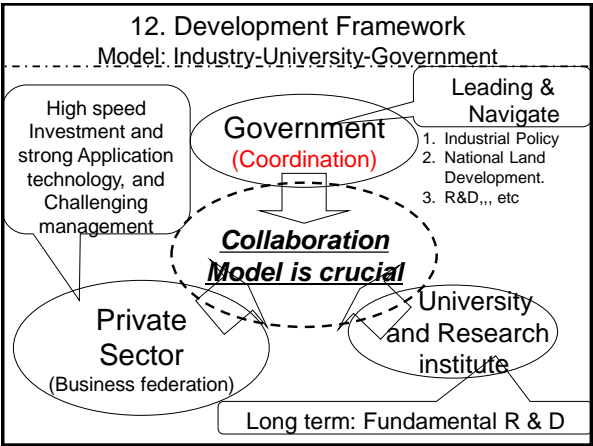 12. Development Framework
Model: Industry-University-Government
High speed
Investment and
strong Application
technology, and
Challenging
management
Government
(Coordination)
Leading &
Navigate
1. Industrial Policy
2. National Land
Development.
3. R&D,,, etc
Collaboration
Model is crucial
Private
Sector
(Business federation)
University
and Research
institute
Long term: Fundamental R & D